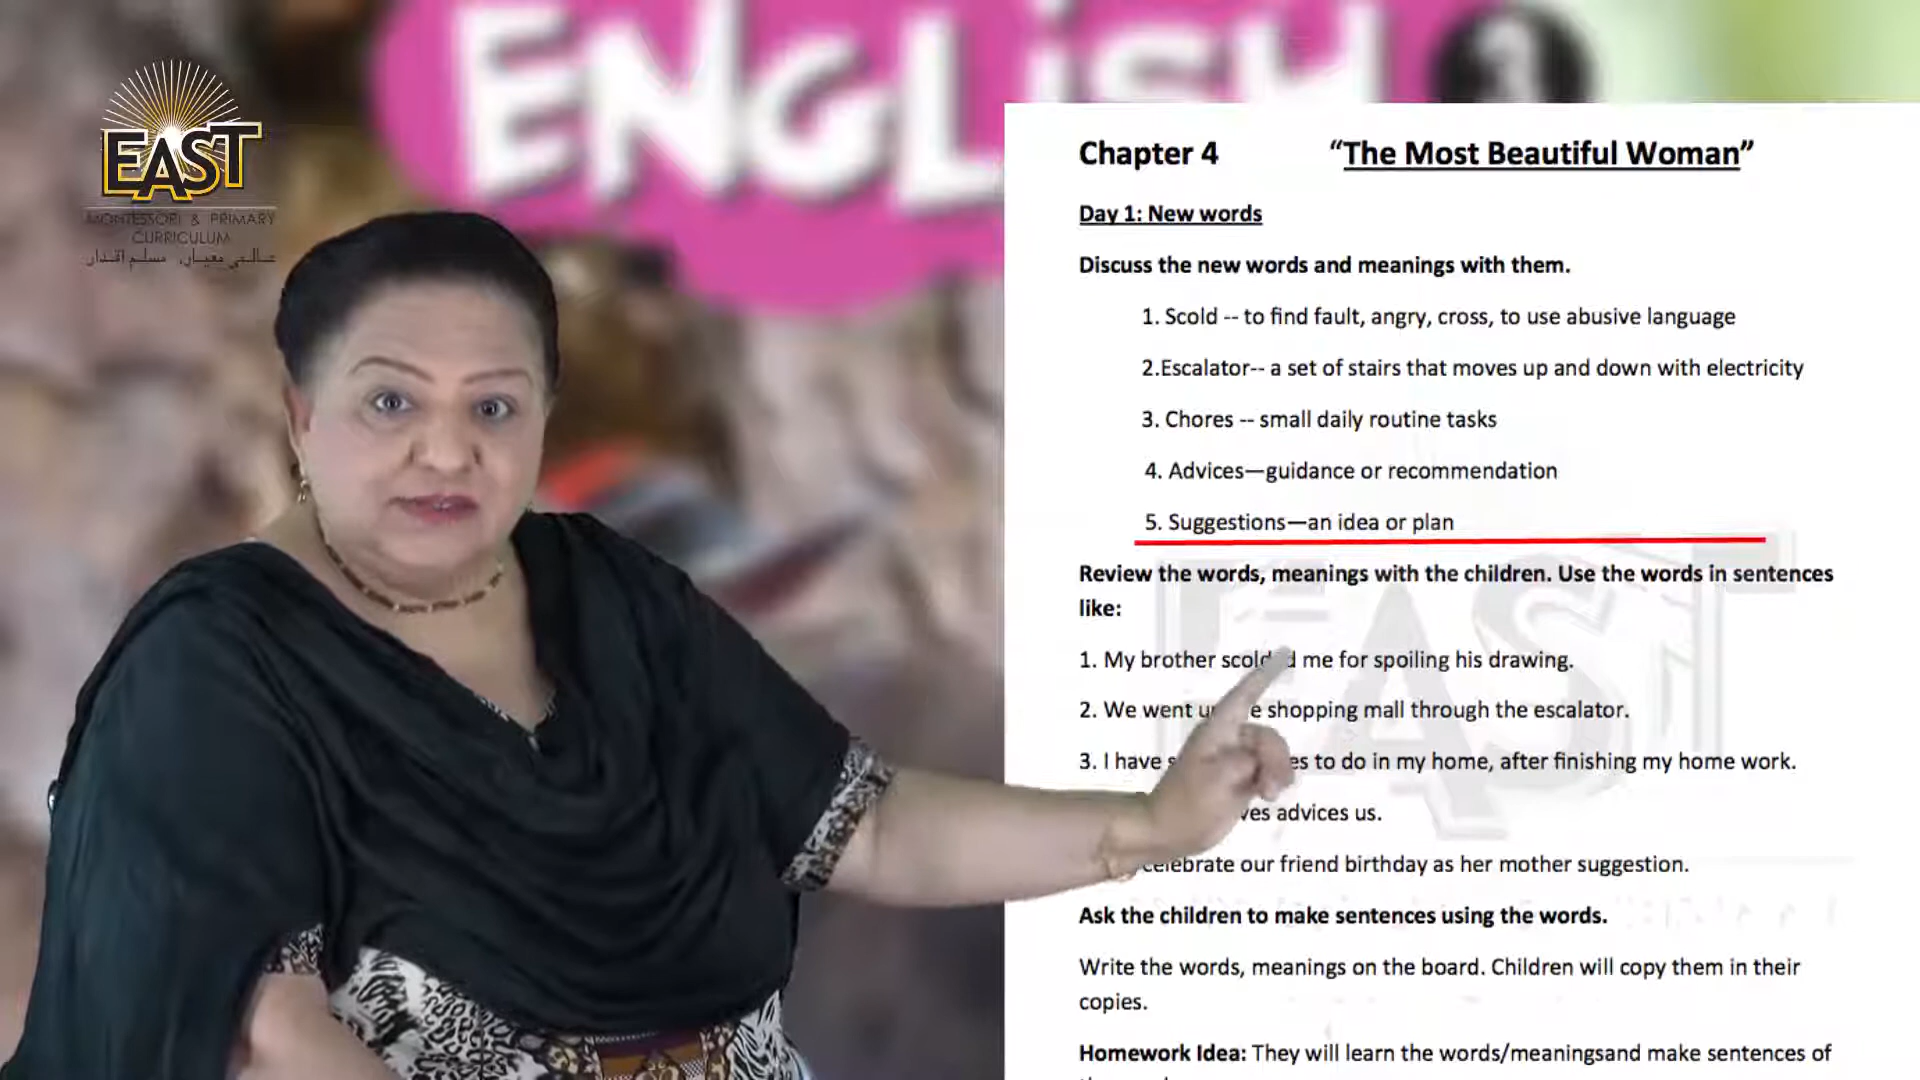 ENGLISH 3
EAST
MONTESSORI & PRIMARY
CURRICULUM
عالمی معیار، مسلم اقدار
Chapter 4 “The Most Beautiful Woman”
Day 1: New words
Discuss the new words and meanings with them.
1. Scold -- to find fault, angry, cross, to use abusive language
2.Escalator-- a set of stairs that moves up and down with electricity
3. Chores -- small daily routine tasks
4. Advices—guidance or recommendation
5. Suggestions—an idea or plan
Review the words, meanings with the children. Use the words in sentences
like:
1. My brother scolded me for spoiling his drawing.
2. We went shopping mall through the escalator.
3. I have to do in my home, after finishing my home work.
advices us.
celebrate our friend birthday as her mother suggestion.
Ask the children to make sentences using the words.
Write the words, meanings on the board. Children will copy them in their
copies.
Homework Idea: They will learn the words/meaningsand make sentences of
EAST